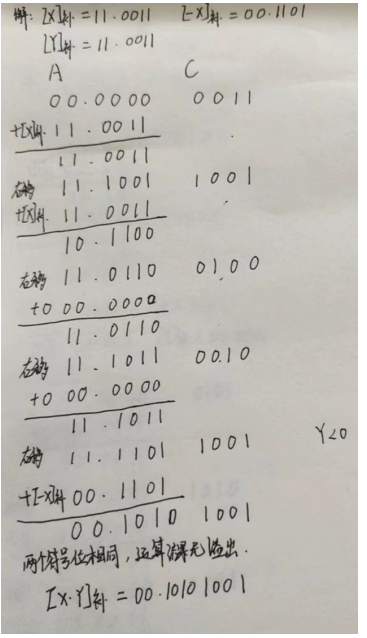 解: [X]补 = 11.0011 [-X]补 = 00.1101
[Y]补 = 11.0011
A C
00.0000 0011
+[X]补 11.0011
11.0011
右移 11.1001 1001
+[X]补 11.0011
10.1100
右移 11.0110 0100
+0 00.0000
11.0110
右移 11.1011 0010
+0 00.0000
11.1011
右移 11.1101 1001 Y<0
+[-X]补 00.1101
00.1010 1001
两个符号位相同，运算结果无溢出.
[X·Y]补 = 00.10101001